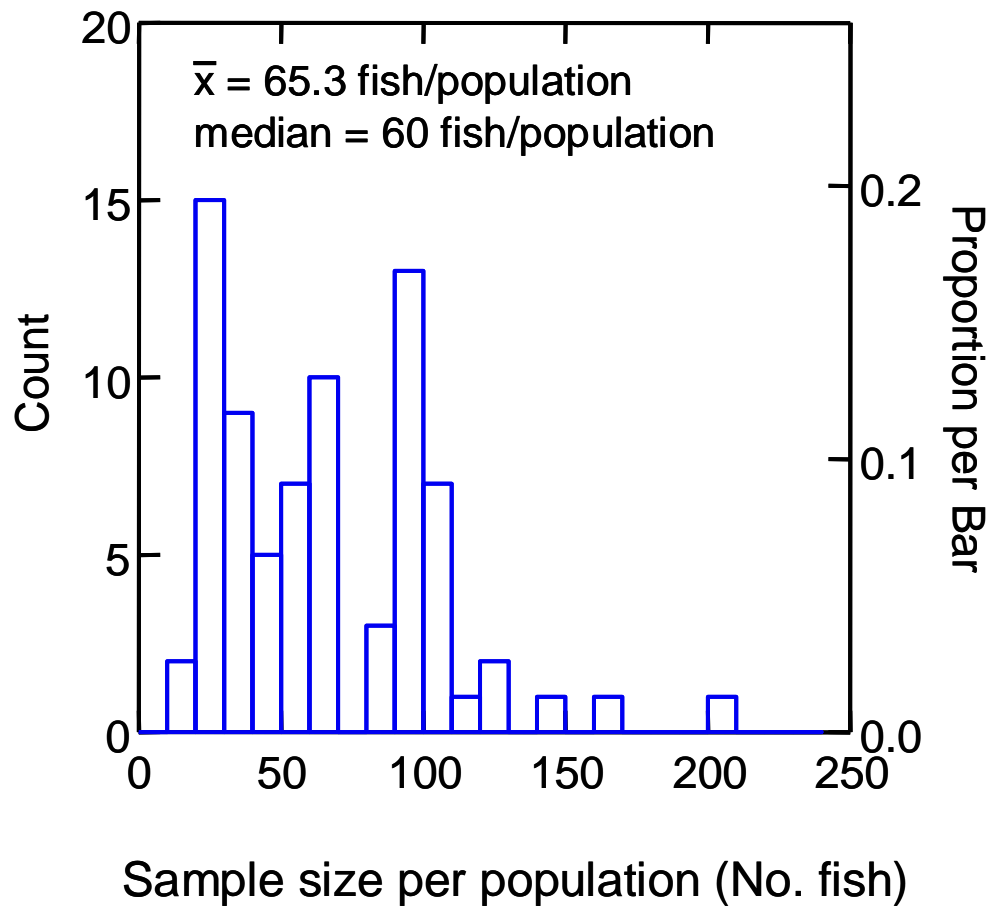 20
x̄ = 65.3 fish/population
median = 60 fish/population
15
10
5
0
Count
0.2
0.1
0.0
Proportion per Bar
0 50 100 150 200 250
Sample size per population (No. fish)